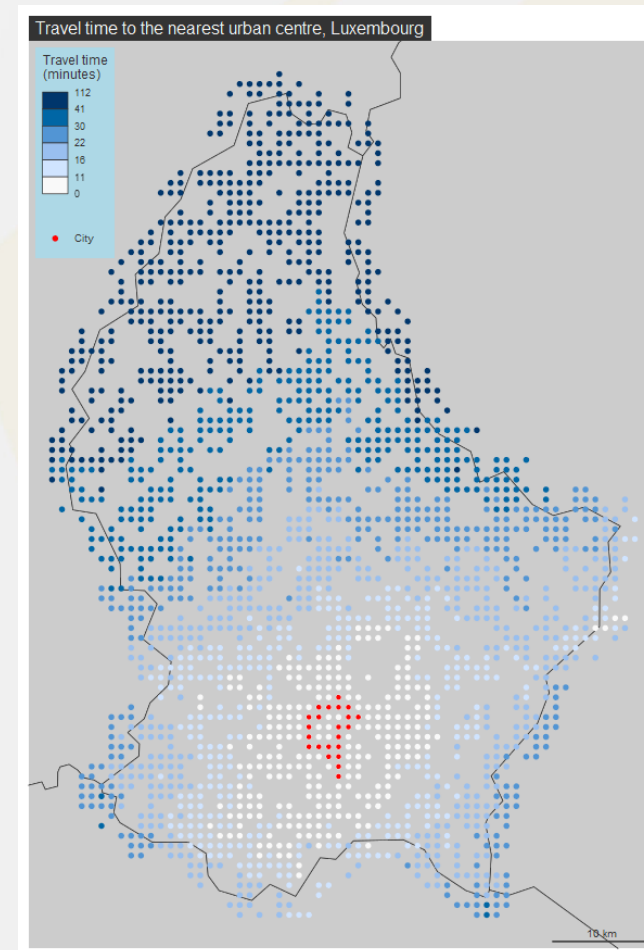 Travel time to the nearest urban centre, Luxembourg
Travel time
(minutes)
112
41
30
22
16
11
0
City
10 km